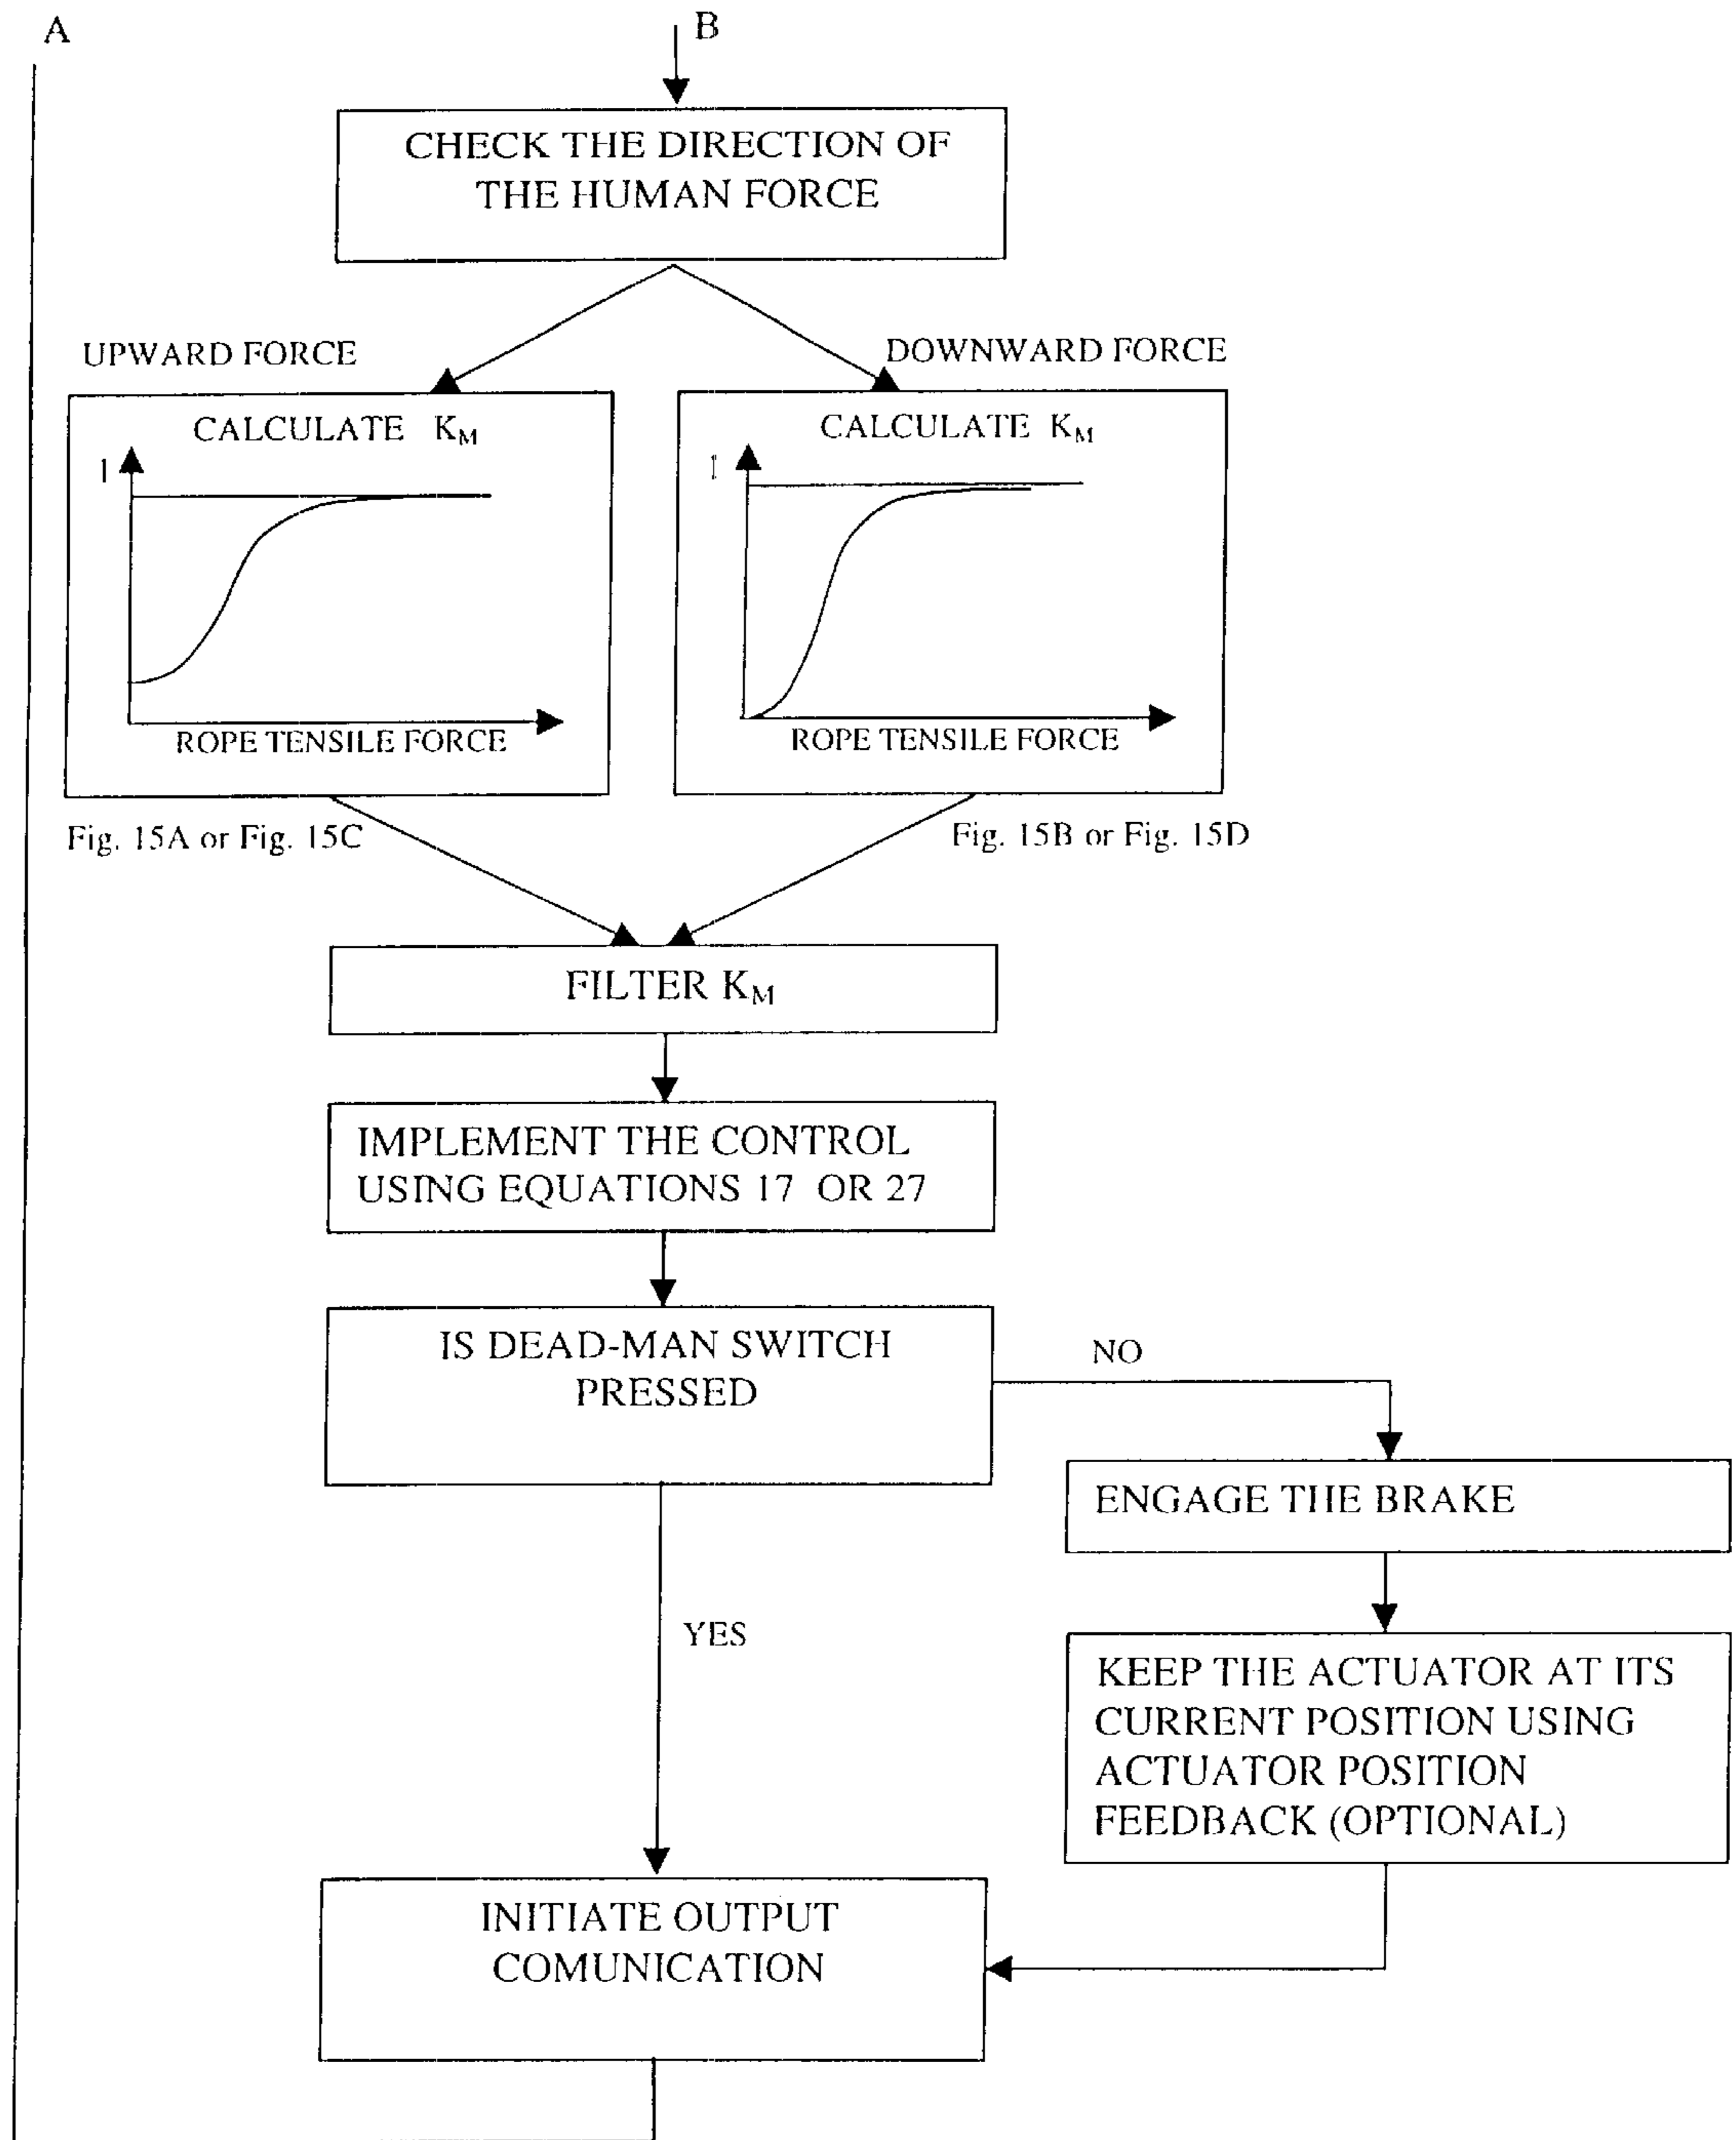 A
B
CHECK THE DIRECTION OF
THE HUMAN FORCE
UPWARD FORCE
DOWNWARD FORCE
CALCULATE K_M
1
ROPE TENSILE FORCE
CALCULATE K_M
1
ROPE TENSILE FORCE
Fig. 15A or Fig. 15C
Fig. 15B or Fig. 15D
FILTER K_M
IMPLEMENT THE CONTROL
USING EQUATIONS 17 OR 27
IS DEAD-MAN SWITCH
PRESSED
NO
ENGAGE THE BRAKE
YES
KEEP THE ACTUATOR AT ITS
CURRENT POSITION USING
ACTUATOR POSITION
FEEDBACK (OPTIONAL)
INITIATE OUTPUT
COMUNICATION